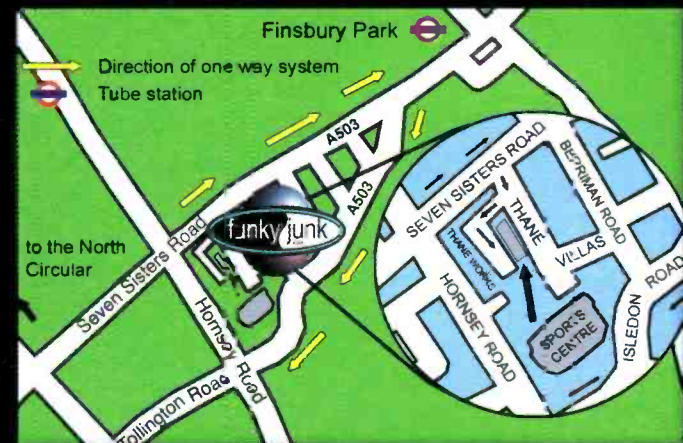 Finsbury Park
Direction of one way system
Tube station
A503
A503
funky junk
to the North
Circular
Seven Sisters Road
Hornsey Road
Tollington Road
SEVEN SISTERS ROAD
BERRIMAN ROAD
THANE
VILLAS
THANE WORKS
HORNSEY ROAD
SPORTS
CENTRE
ISLEDON
ROAD